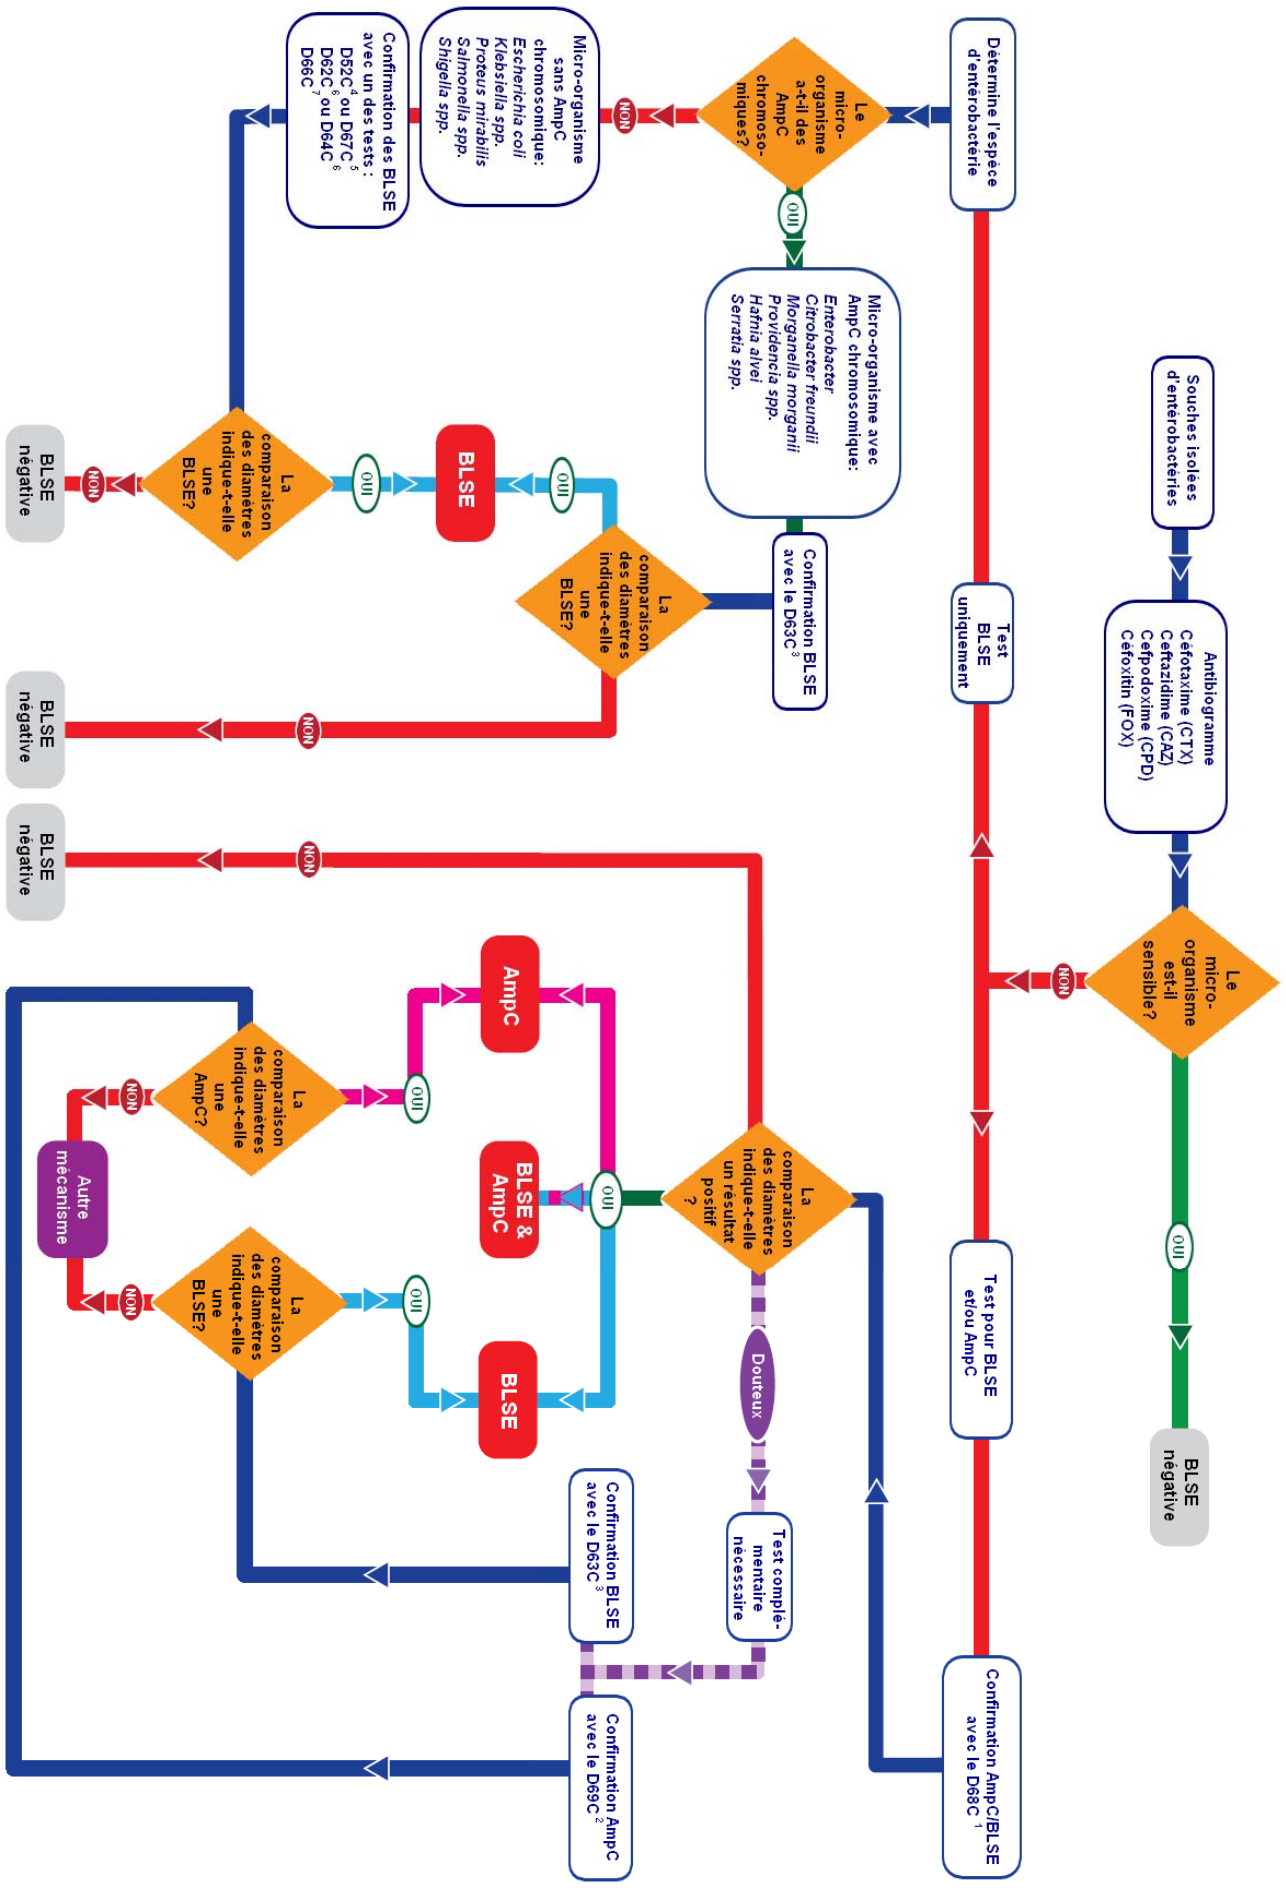 Souches isolées
d'entérobactéries
Antibiogramme
Céfotaxime (CTX)
Ceftazidime (CAZ)
Cefpodoxime (CPD)
Céfoxitin (FOX)
Le
micro-
organisme
est-il
sensible?
OUI
BLSE
négative
NON
Détermine l'espèce
d'entérobactérie
Test
BLSE
uniquement
Test pour BLSE
et/ou AmpC
Confirmation AmpC/BLSE
avec le D68C 1
Le
micro-
organisme
a-t-il des
AmpC
chromoso-
miques?
OUI
Micro-organisme avec
AmpC chromosomique:
Enterobacter
Citrobacter freundii
Morganella morganii
Providencia spp.
Hafnia alvei
Serratia spp.
Confirmation BLSE
avec le D63C 3
NON
Micro-organisme
sans AmpC
chromosomique:
Escherichia coli
Klebsiella spp.
Proteus mirabilis
Salmonella spp.
Shigella spp.
Confirmation des BLSE
avec un des tests :
D52C 4 ou D67C 5
D62C 6 ou D64C 6
D66C 7
La
comparaison
des diamètres
indique-t-elle
une
BLSE?
OUI
BLSE
OUI
La
comparaison
des diamètres
indique-t-elle
une
BLSE?
NON
BLSE
négative
NON
BLSE
négative
La
comparaison
des diamètres
indique-t-elle
un résultat
positif
?
NON
BLSE
négative
Douteux
Test complé-
mentaire
nécessaire
OUI
AmpC
BLSE &
AmpC
BLSE
Confirmation BLSE
avec le D63C 3
Confirmation AmpC
avec le D69C 2
OUI
OUI
La
comparaison
des diamètres
indique-t-elle
une
AmpC?
La
comparaison
des diamètres
indique-t-elle
une
BLSE?
NON
NON
Autre
mécanisme